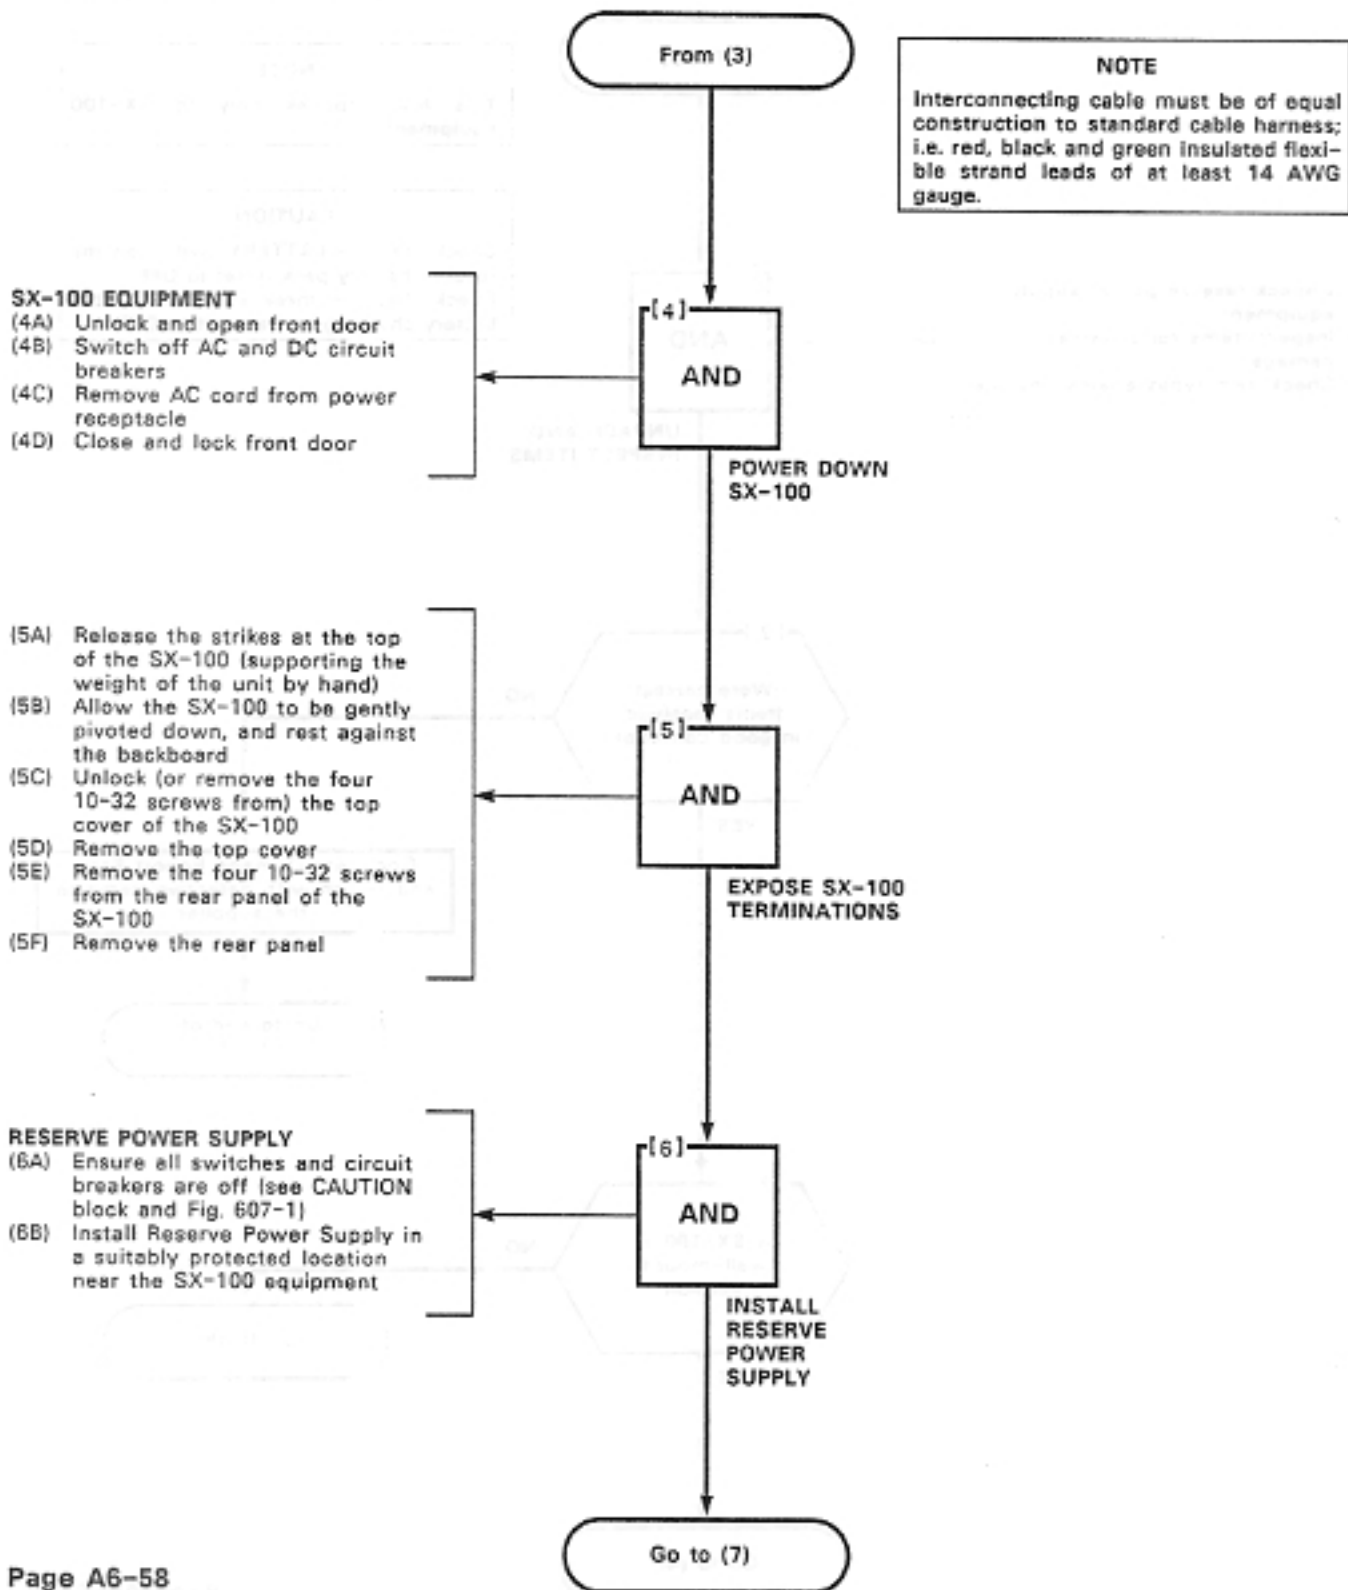 From (3)
NOTE
Interconnecting cable must be of equal
construction to standard cable harness;
i.e. red, black and green insulated flexi-
ble strand leads of at least 14 AWG
gauge.
SX-100 EQUIPMENT
(4A) Unlock and open front door
(4B) Switch off AC and DC circuit
breakers
(4C) Remove AC cord from power
receptacle
(4D) Close and lock front door
[4]
AND
POWER DOWN
SX-100
(5A) Release the strikes at the top
of the SX-100 (supporting the
weight of the unit by hand)
(5B) Allow the SX-100 to be gently
pivoted down, and rest against
the backboard
(5C) Unlock (or remove the four
10-32 screws from) the top
cover of the SX-100
(5D) Remove the top cover
(5E) Remove the four 10-32 screws
from the rear panel of the
SX-100
(5F) Remove the rear panel
[5]
AND
EXPOSE SX-100
TERMINATIONS
RESERVE POWER SUPPLY
(6A) Ensure all switches and circuit
breakers are off (see CAUTION
block and Fig. 607-1)
(6B) Install Reserve Power Supply in
a suitably protected location
near the SX-100 equipment
[6]
AND
INSTALL
RESERVE
POWER
SUPPLY
Go to (7)
Page A6-58